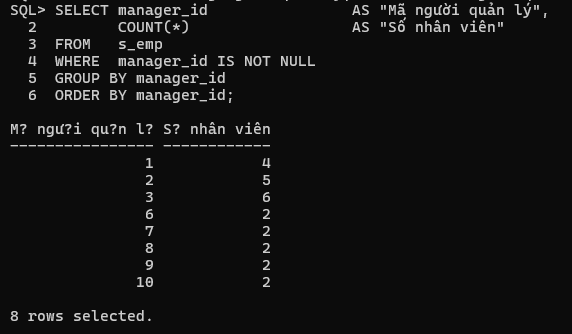 SQL> SELECT manager_id                AS "Mã người quản lý",
  2         COUNT(*)                  AS "Số nhân viên"
  3  FROM   s_emp
  4  WHERE  manager_id IS NOT NULL
  5  GROUP BY manager_id
  6  ORDER BY manager_id;
M? ngư?i qu?n l? S? nhân viên
---------------- ------------
               1            4
               2            5
               3            6
               6            2
               7            2
               8            2
               9            2
              10            2
8 rows selected.